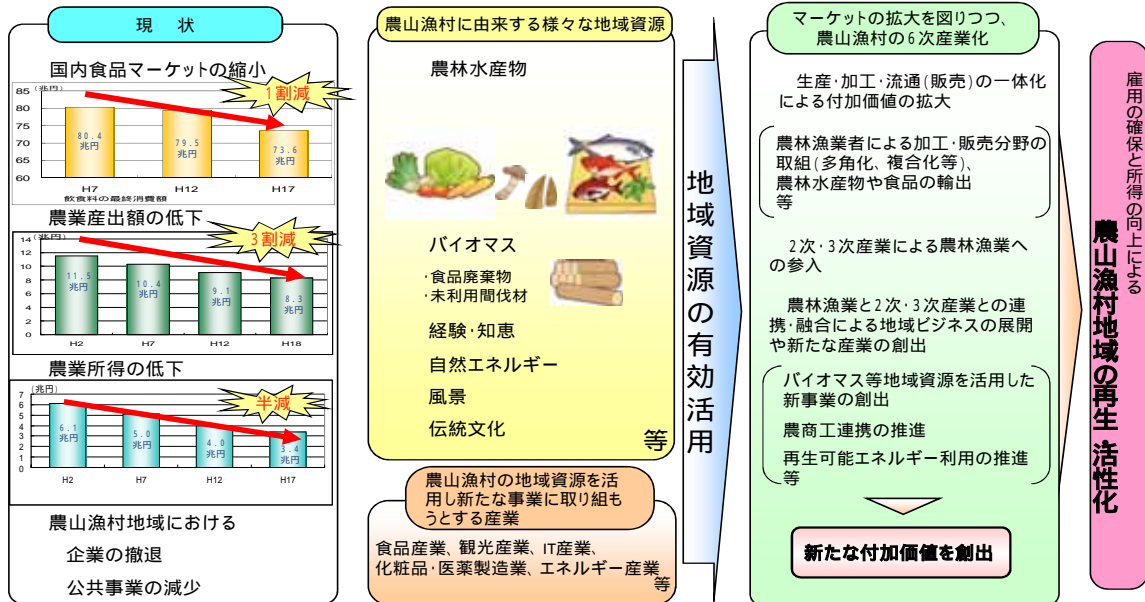 現 状
国内食品マーケットの縮小
(兆円)
1割減
85
80
75
70
65
60
80.4
兆円
79.5
兆円
73.6
兆円
H7 H12 H17
飲食料の最終消費額
農業産出額の低下
(兆円)
3割減
14
12
10
8
6
4
2
0
11.5
兆円
10.4
兆円
9.1
兆円
8.3
兆円
H2 H7 H12 H18
農業所得の低下
(兆円)
半減
7
6
5
4
3
2
1
0
6.1
兆円
5.0
兆円
4.0
兆円
3.4
兆円
H2 H7 H12 H17
農山漁村地域における
企業の撤退
公共事業の減少
農山漁村に由来する様々な地域資源
農林水産物
バイオマス
・食品廃棄物
・未利用間伐材
経験・知恵
自然エネルギー
風景
伝統文化
等
農山漁村の地域資源を活
用し新たな事業に取り組も
うとする産業
食品産業、観光産業、IT産業、
化粧品・医薬製造業、エネルギー産業
等
地域資源の有効活用
マーケットの拡大を図りつつ、
農山漁村の6次産業化
生産・加工・流通(販売)の一体化
による付加価値の拡大
農林漁業者による加工・販売分野の
取組(多角化、複合化等)、
農林水産物や食品の輸出
等
2次・3次産業による農林漁業へ
の参入
農林漁業と2次・3次産業との連
携・融合による地域ビジネスの展開
や新たな産業の創出
バイオマス等地域資源を活用した
新事業の創出
農商工連携の推進
再生可能エネルギー利用の推進
等
新たな付加価値を創出
雇用の確保と所得の向上による
農山漁村地域の再生・活性化